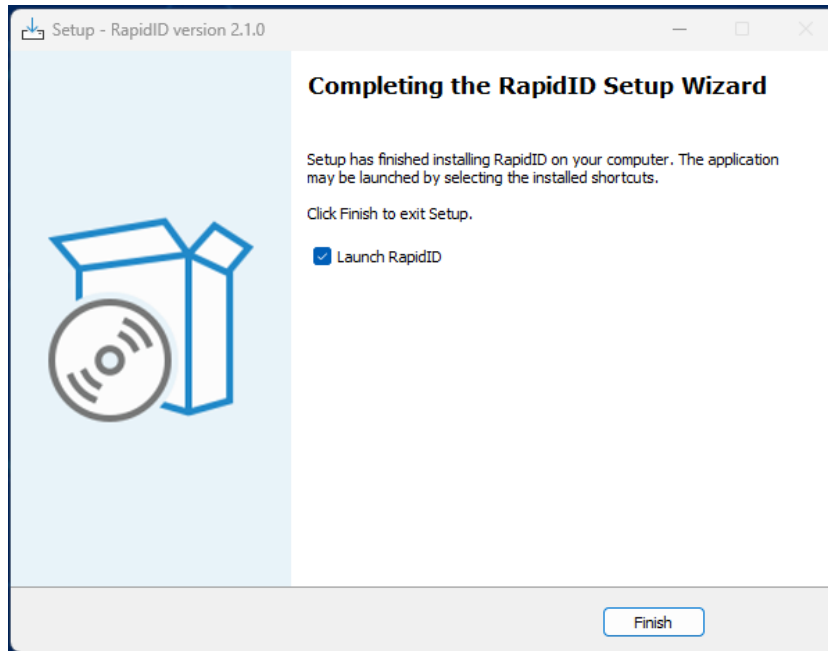 Setup - RapidID version 2.1.0
Completing the RapidID Setup Wizard
Setup has finished installing RapidID on your computer. The application
may be launched by selecting the installed shortcuts.
Click Finish to exit Setup.
Launch RapidID
Finish